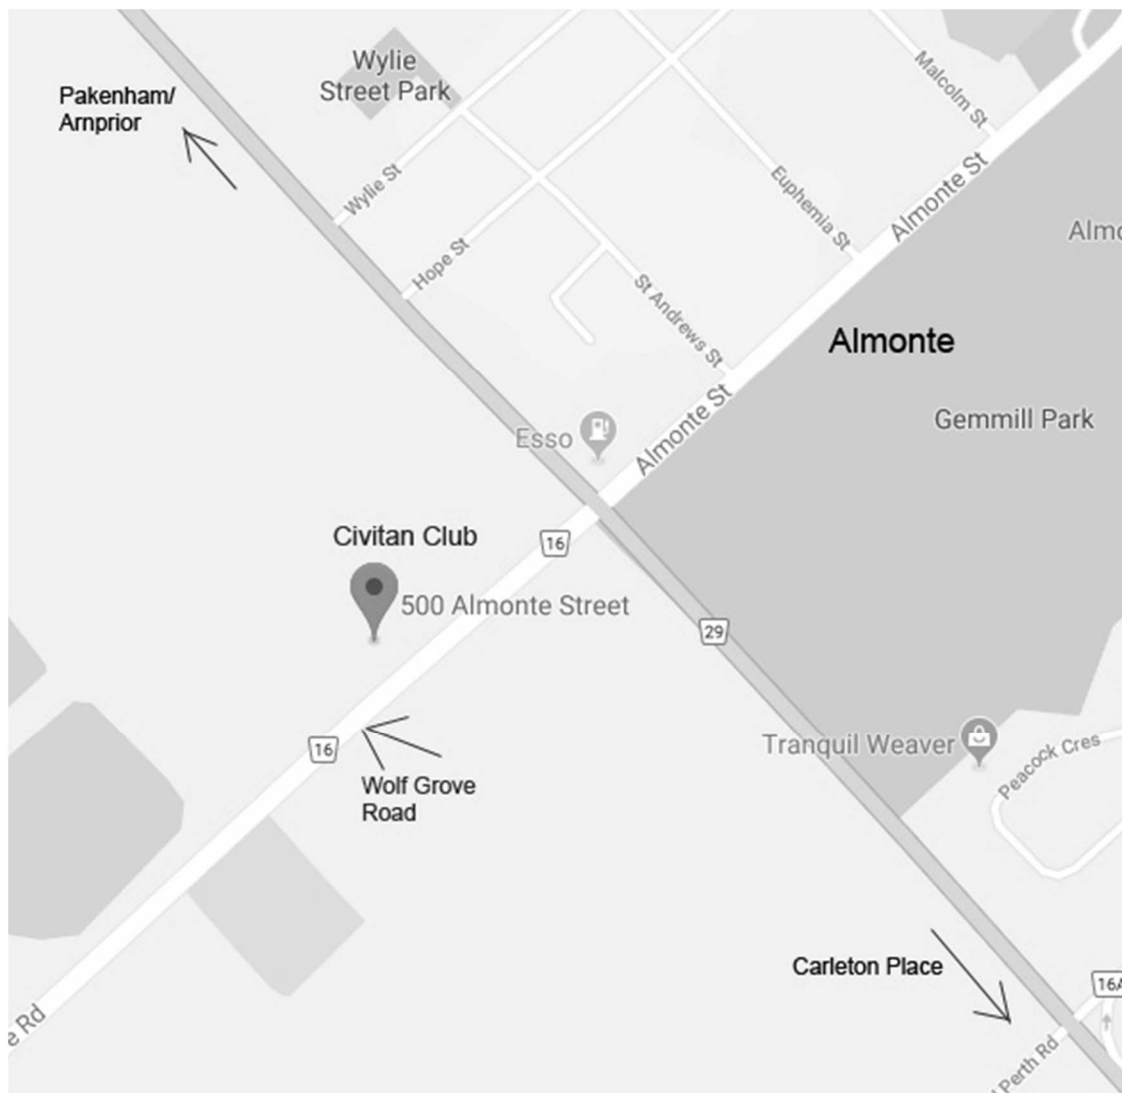 Wylie
Street Park
Pakenham/
Arnprior
Malcolm St
Wylie St
Euphemia St
Almonte St
Almo
Hope St
St Andrews St
Almonte
Almonte St
Gemmill Park
Esso
Civitan Club
16
500 Almonte Street
29
16
Tranquil Weaver
Peacock Cres
Wolf Grove
Road
Carleton Place
16A
e Rd
Perth Rd